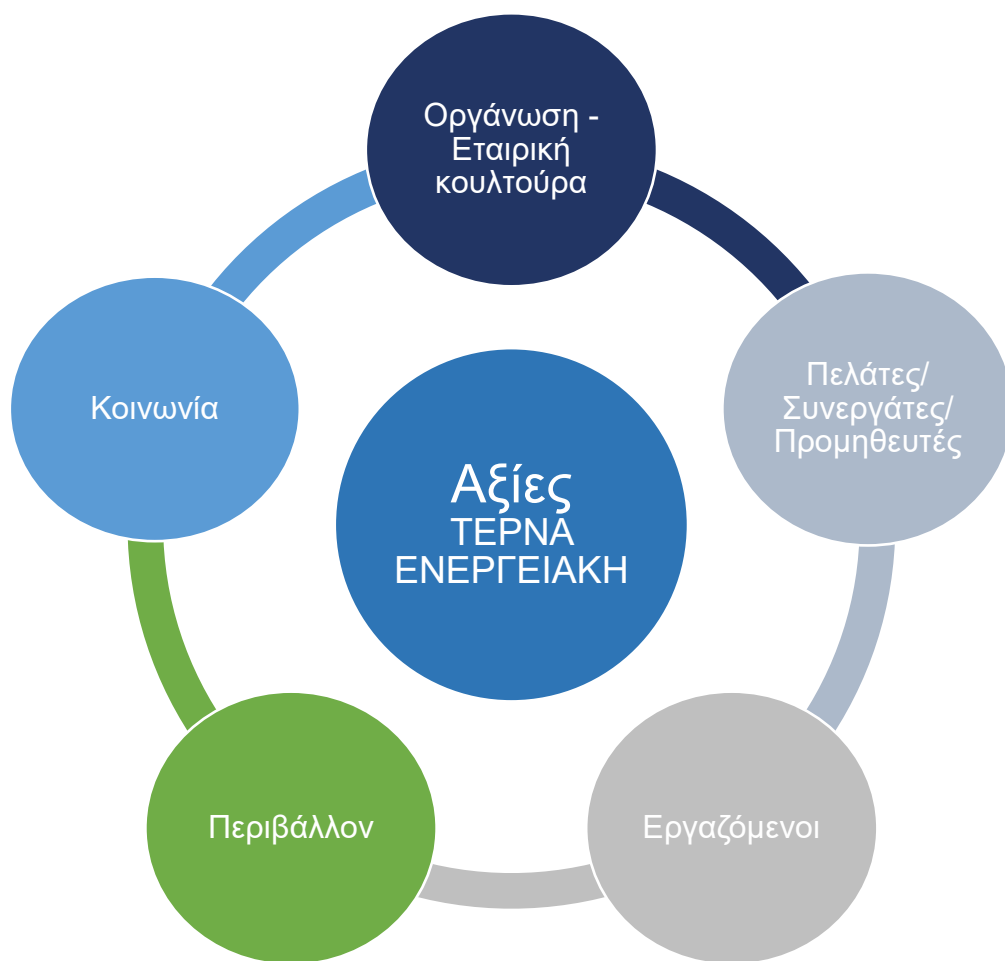 Οργάνωση -
Εταιρική
κουλτούρα
Πελάτες/
Συνεργάτες/
Προμηθευτές
Εργαζόμενοι
Περιβάλλον
Κοινωνία
Αξίες
ΤΕΡΝΑ
ΕΝΕΡΓΕΙΑΚΗ